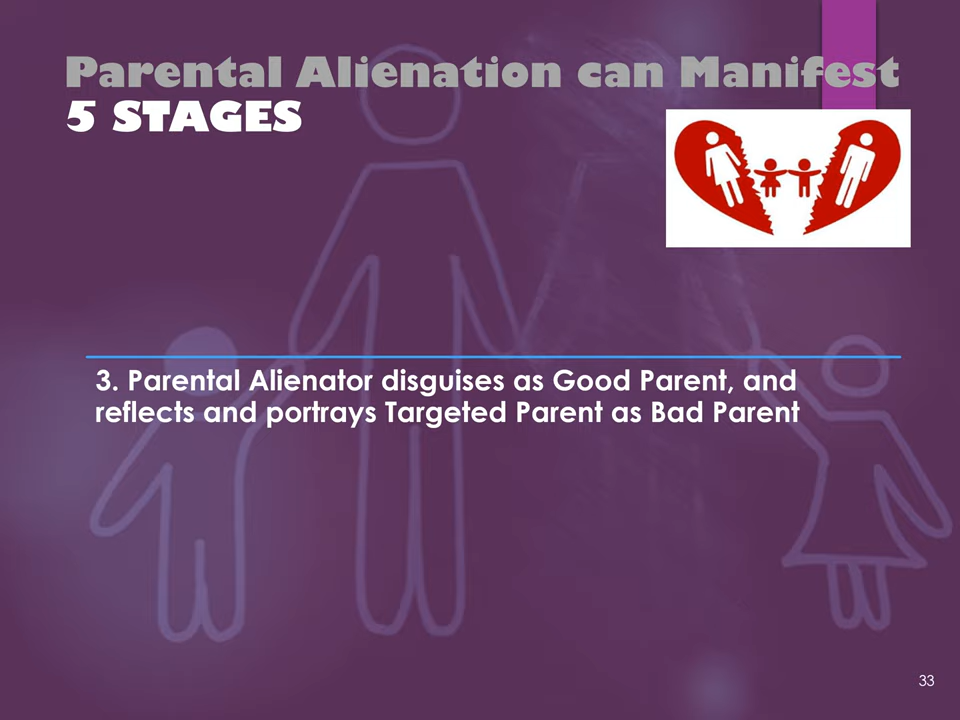 Parental Alienation can Manifest
5 STAGES
3. Parental Alienator disguises as Good Parent, and
reflects and portrays Targeted Parent as Bad Parent
33